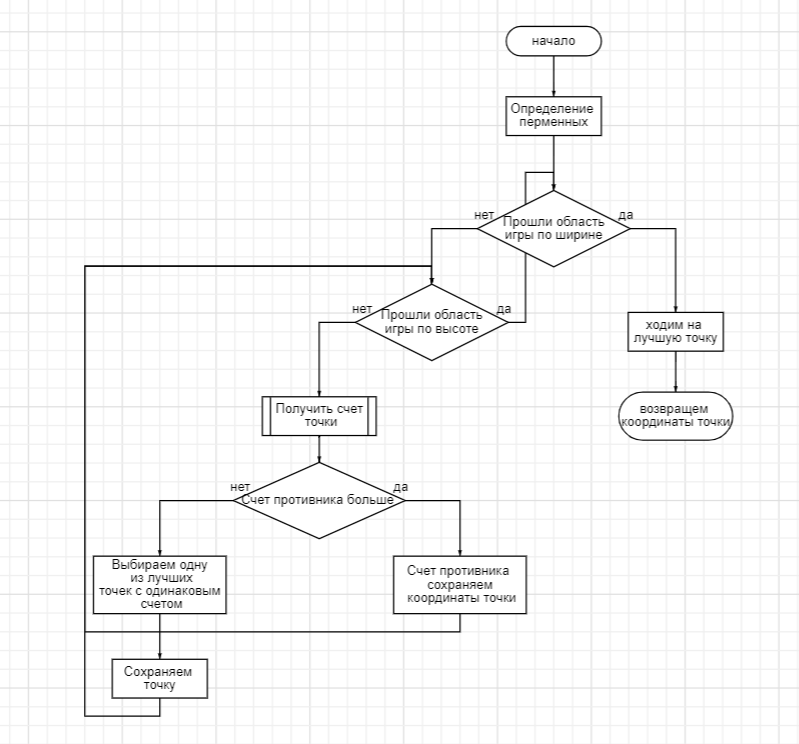 начало
Определение
перменных
нет
да
Прошли область
игры по ширине
нет
да
Прошли область
игры по высоте
ходим на
лучшую точку
возвращем
координаты точки
Получить счет
точки
нет
да
Счет противника больше
Выбираем одну
из лучших
точек с одинаковым
счетом
Счет противника
сохраняем
координаты точки
Сохраняем
точку